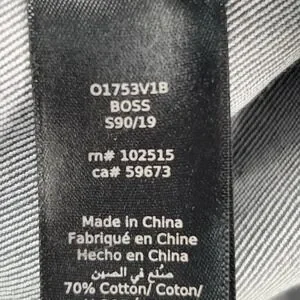 O1753V1B
BOSS
S90/19
rn# 102515
ca# 59673
Made in China
Fabriqué en Chine
Hecho en China
صُنع في الصين
70% Cotton/ Coton/